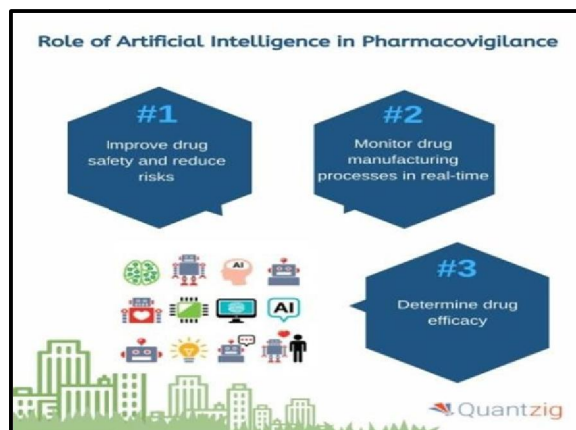 Role of Artificial Intelligence in Pharmacovigilance
#1
Improve drug
safety and reduce
risks
#2
Monitor drug
manufacturing
processes in real-time
#3
Determine drug
efficacy
AI
AI
Quantzig